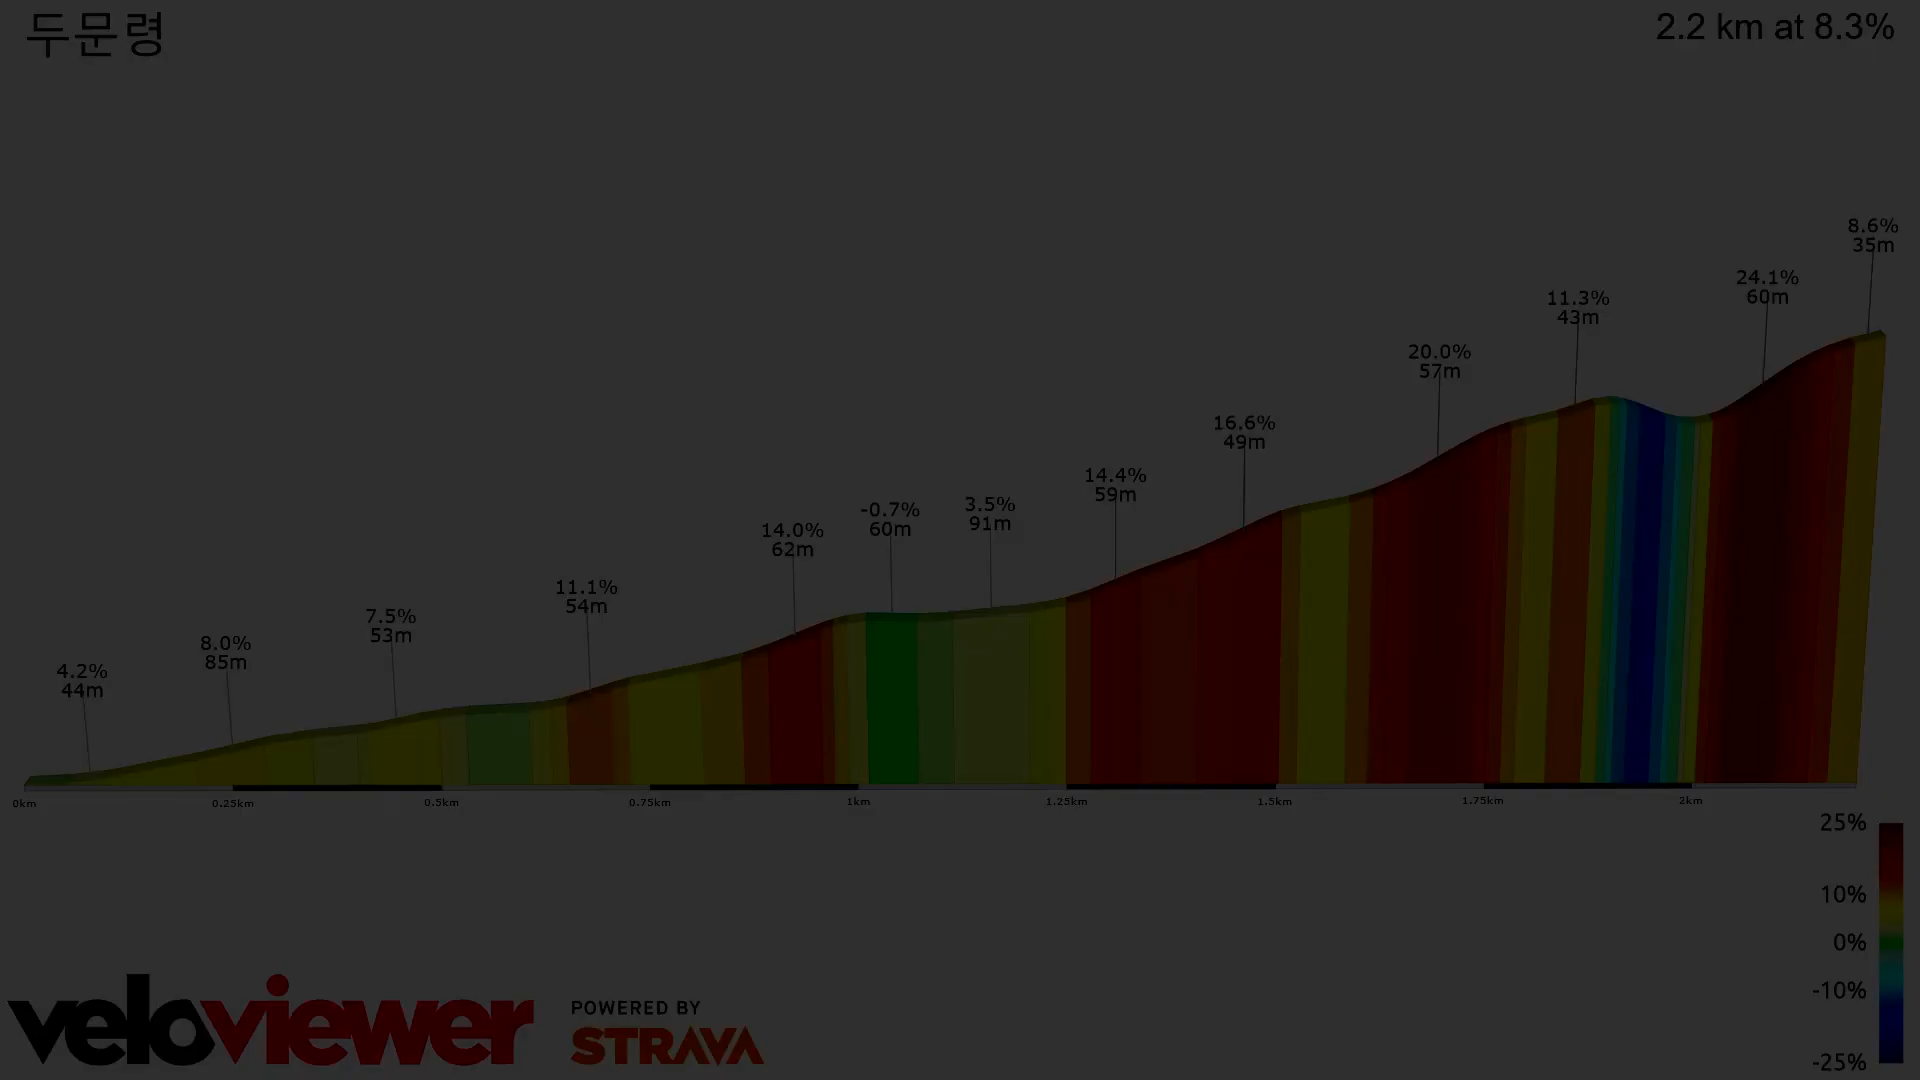 두문령
2.2 km at 8.3%
8.6%
35m
24.1%
60m
11.3%
43m
20.0%
57m
16.6%
49m
14.4%
59m
3.5%
91m
-0.7%
60m
14.0%
62m
11.1%
54m
7.5%
53m
8.0%
85m
4.2%
44m
0km 0.25km 0.5km 0.75km 1km 1.25km 1.5km 1.75km 2km
25%
10%
0%
-10%
-25%
veloviewer
POWERED BY
STRAVA